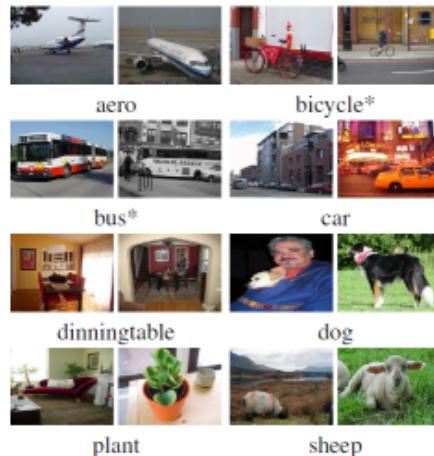 aero
bicycle*
bus*
car
dinningtable
dog
plant
sheep